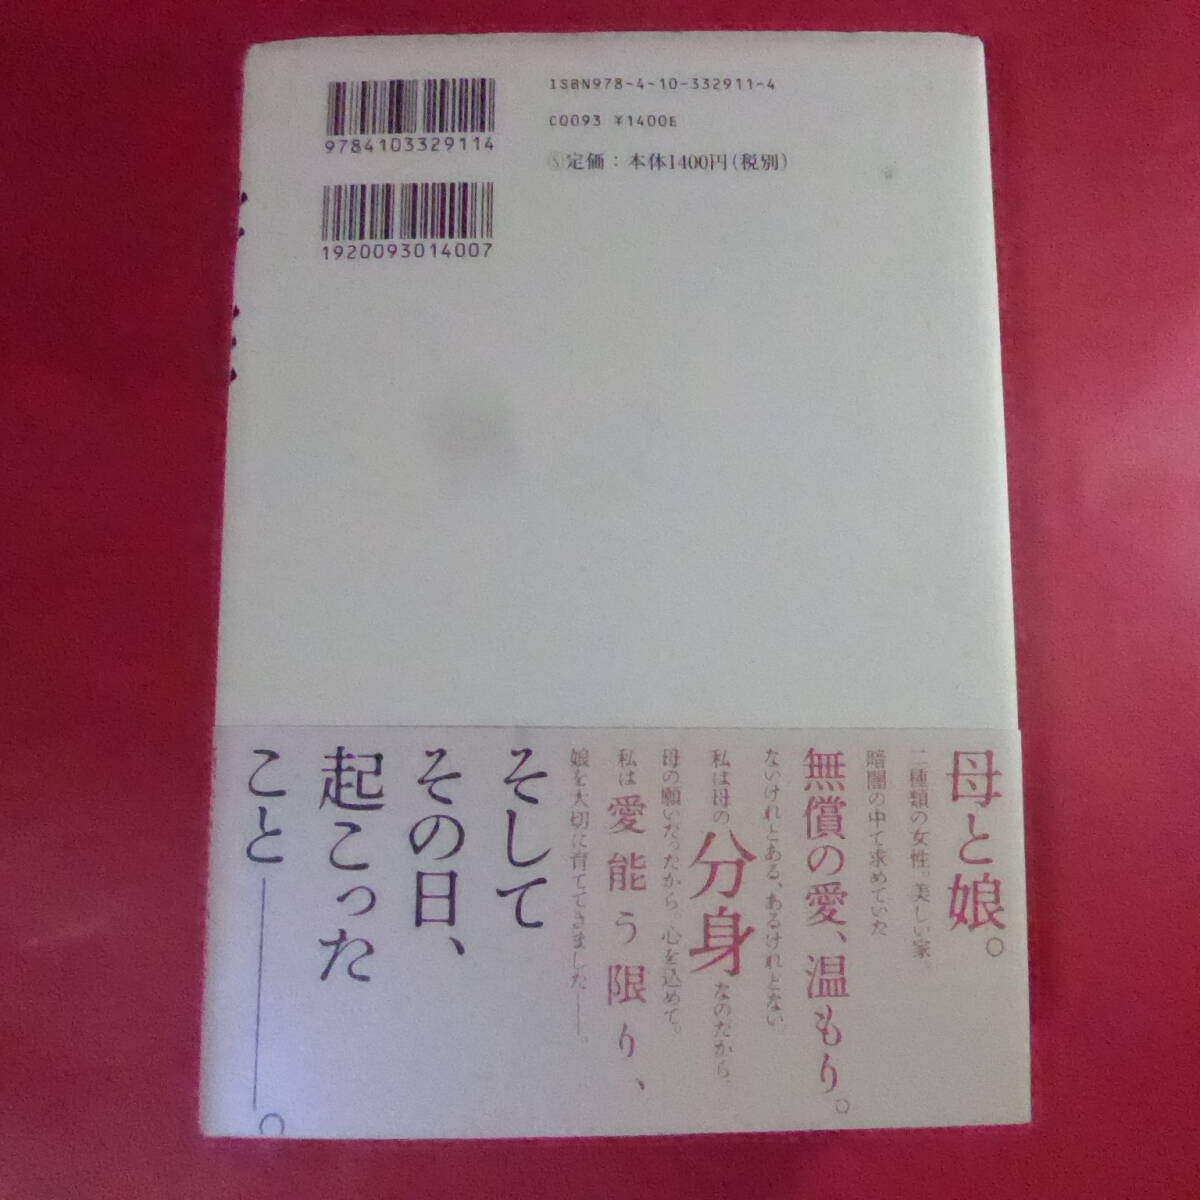 ISBN978-4-10-332911-4
C0093 ¥1400E
Ⓢ定価：本体1400円（税別）
9784103329114
1920093014007
母と娘。
二種類の女性。美しい家。
暗闇の中で求めていた
無償の愛、温もり。
ないけれどある、あるけれどない
私は母の分身なのだから。
母の願いだったから。心を込めて。
私は愛能う限り、
娘を大切に育ててきました──。
そして
その日、
起こった
こと──。